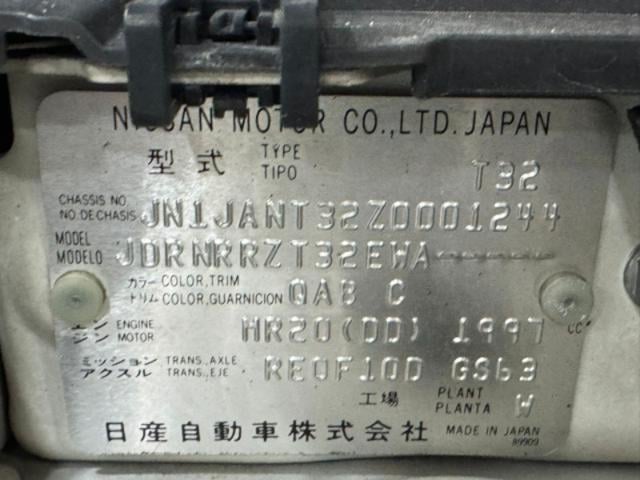 NISSAN MOTOR CO.,LTD. JAPAN
型式 TYPE TIPO T32
CHASSIS NO. NO. DE CHASIS JN1JANT32Z0001244
MODEL MODELO JDRNRRZT32EWA-----
カラー COLOR,TRIM
トリム COLOR,GUARNICION QAB C
エンジン ENGINE MOTOR MR20(DD) 1997 CC
ミッション TRANS.,AXLE
アクスル TRANS.,EJE RE0F10D GS63
工場 PLANT PLANTA W
日産自動車株式会社 MADE IN JAPAN
89909